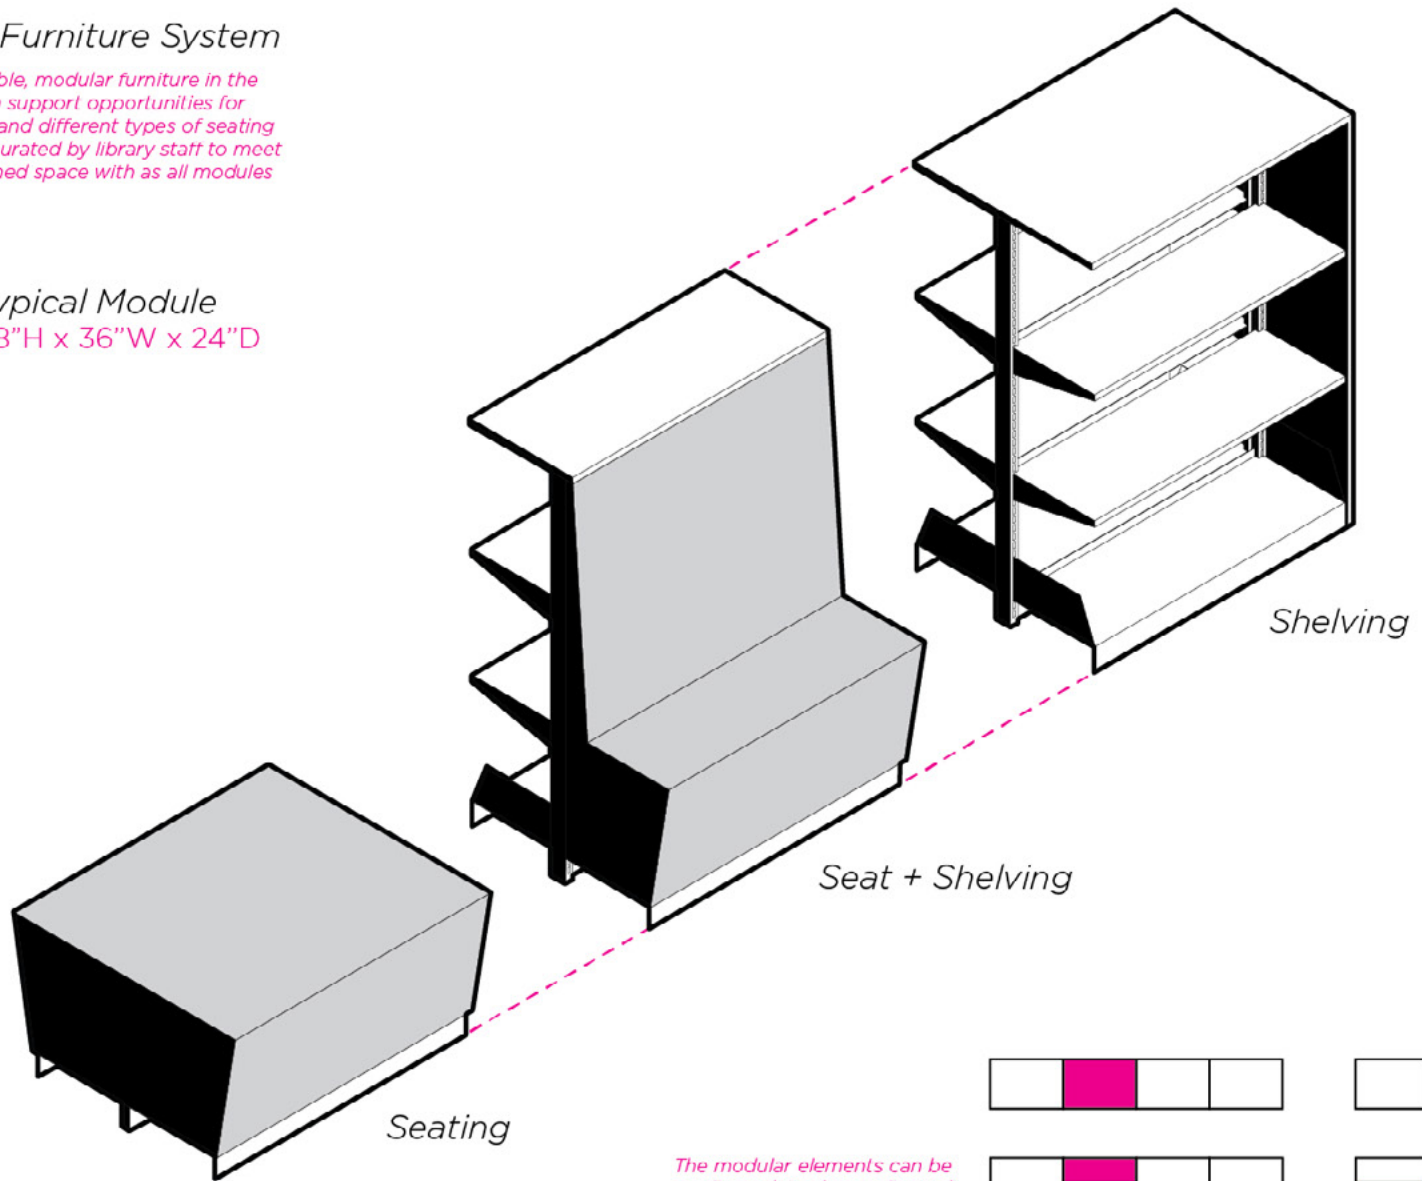 Furniture System
ble, modular furniture in the
support opportunities for
and different types of seating
urated by library staff to meet
ned space with as all modules
ypical Module
8”H x 36”W x 24”D
Shelving
Seat + Shelving
Seating
The modular elements can be